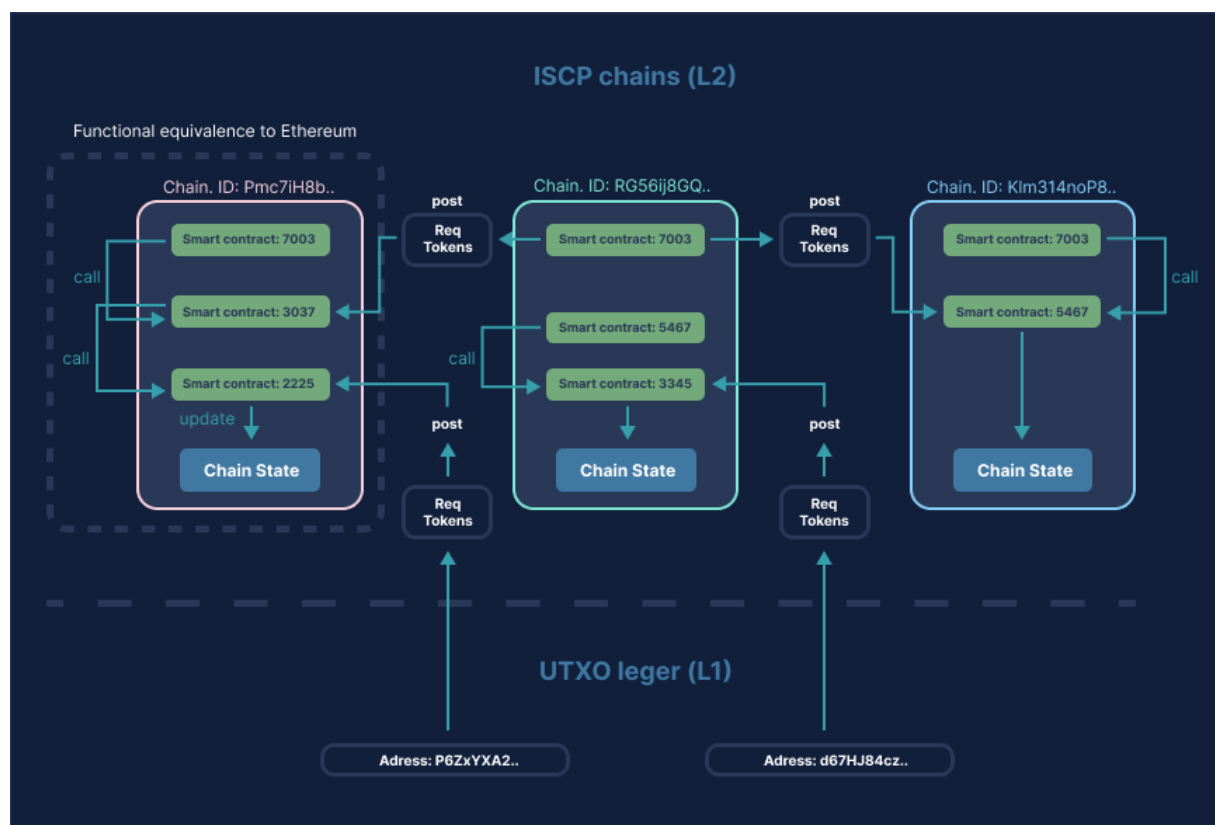 ISCP chains (L2)
Functional equivalence to Ethereum
Chain. ID: Pmc7iH8b..
Smart contract: 7003
call
Smart contract: 3037
call
Smart contract: 2225
update
Chain State
post
Req
Tokens
post
Req
Tokens
Chain. ID: RG56ij8GQ..
Smart contract: 7003
Smart contract: 5467
call
Smart contract: 3345
Chain State
post
Req
Tokens
post
Req
Tokens
Chain. ID: Klm314noP8..
Smart contract: 7003
call
Smart contract: 5467
Chain State
UTXO leger (L1)
Adress: P6ZxYXA2..
Adress: d67HJ84cz..